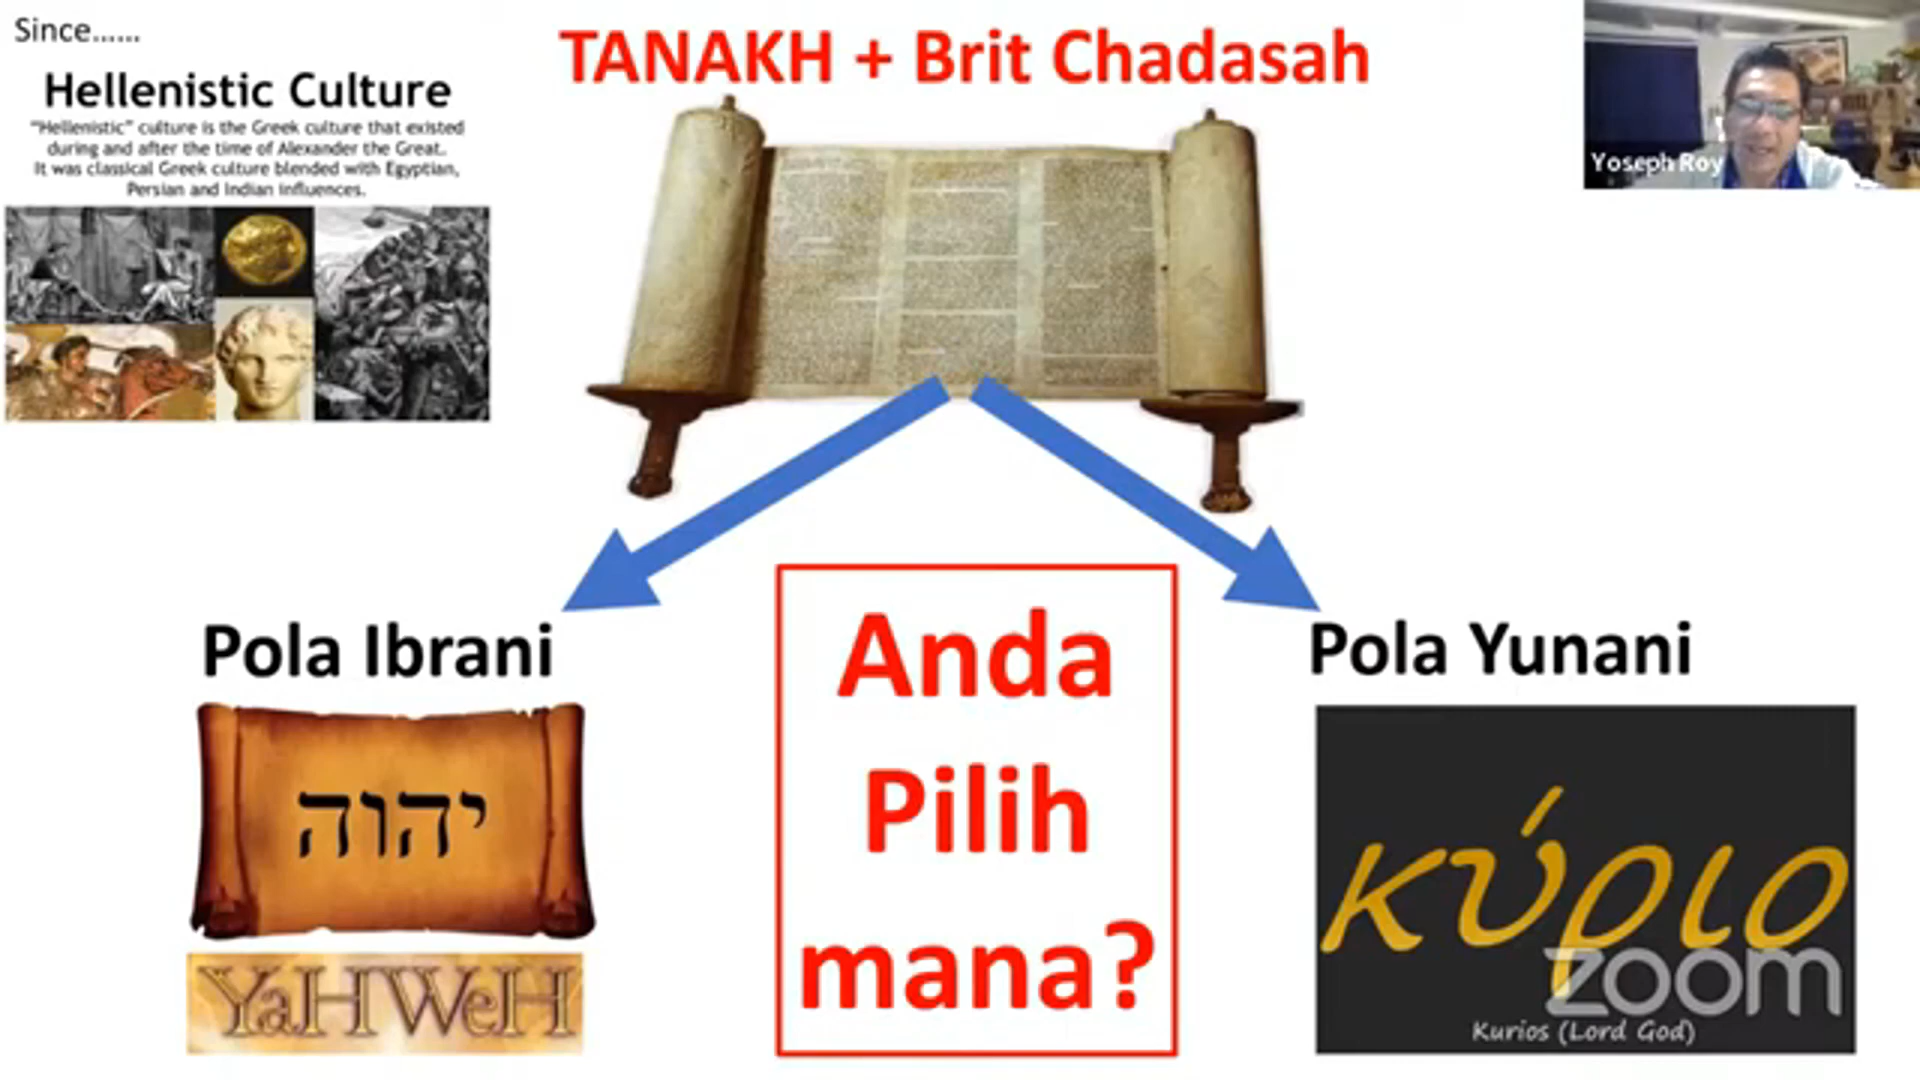 Since......
Hellenistic Culture
"Hellenistic" culture is the Greek culture that existed
during and after the time of Alexander the Great.
It was classical Greek culture blended with Egyptian,
Persian and Indian influences.
TANAKH + Brit Chadasah
Yoseph Roy
Pola Ibrani
יהוה
YaHWeH
Anda
Pilih
mana?
Pola Yunani
κύριο
zoom
Kurios (Lord God)